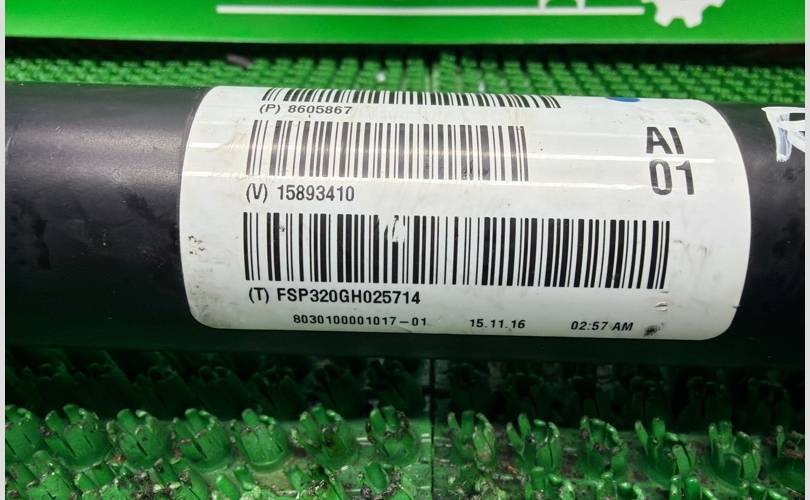 (P) 8605867
AI
01
(V) 15893410
(T) FSP320GH025714
8030100001017-01 15.11.16 02:57 AM